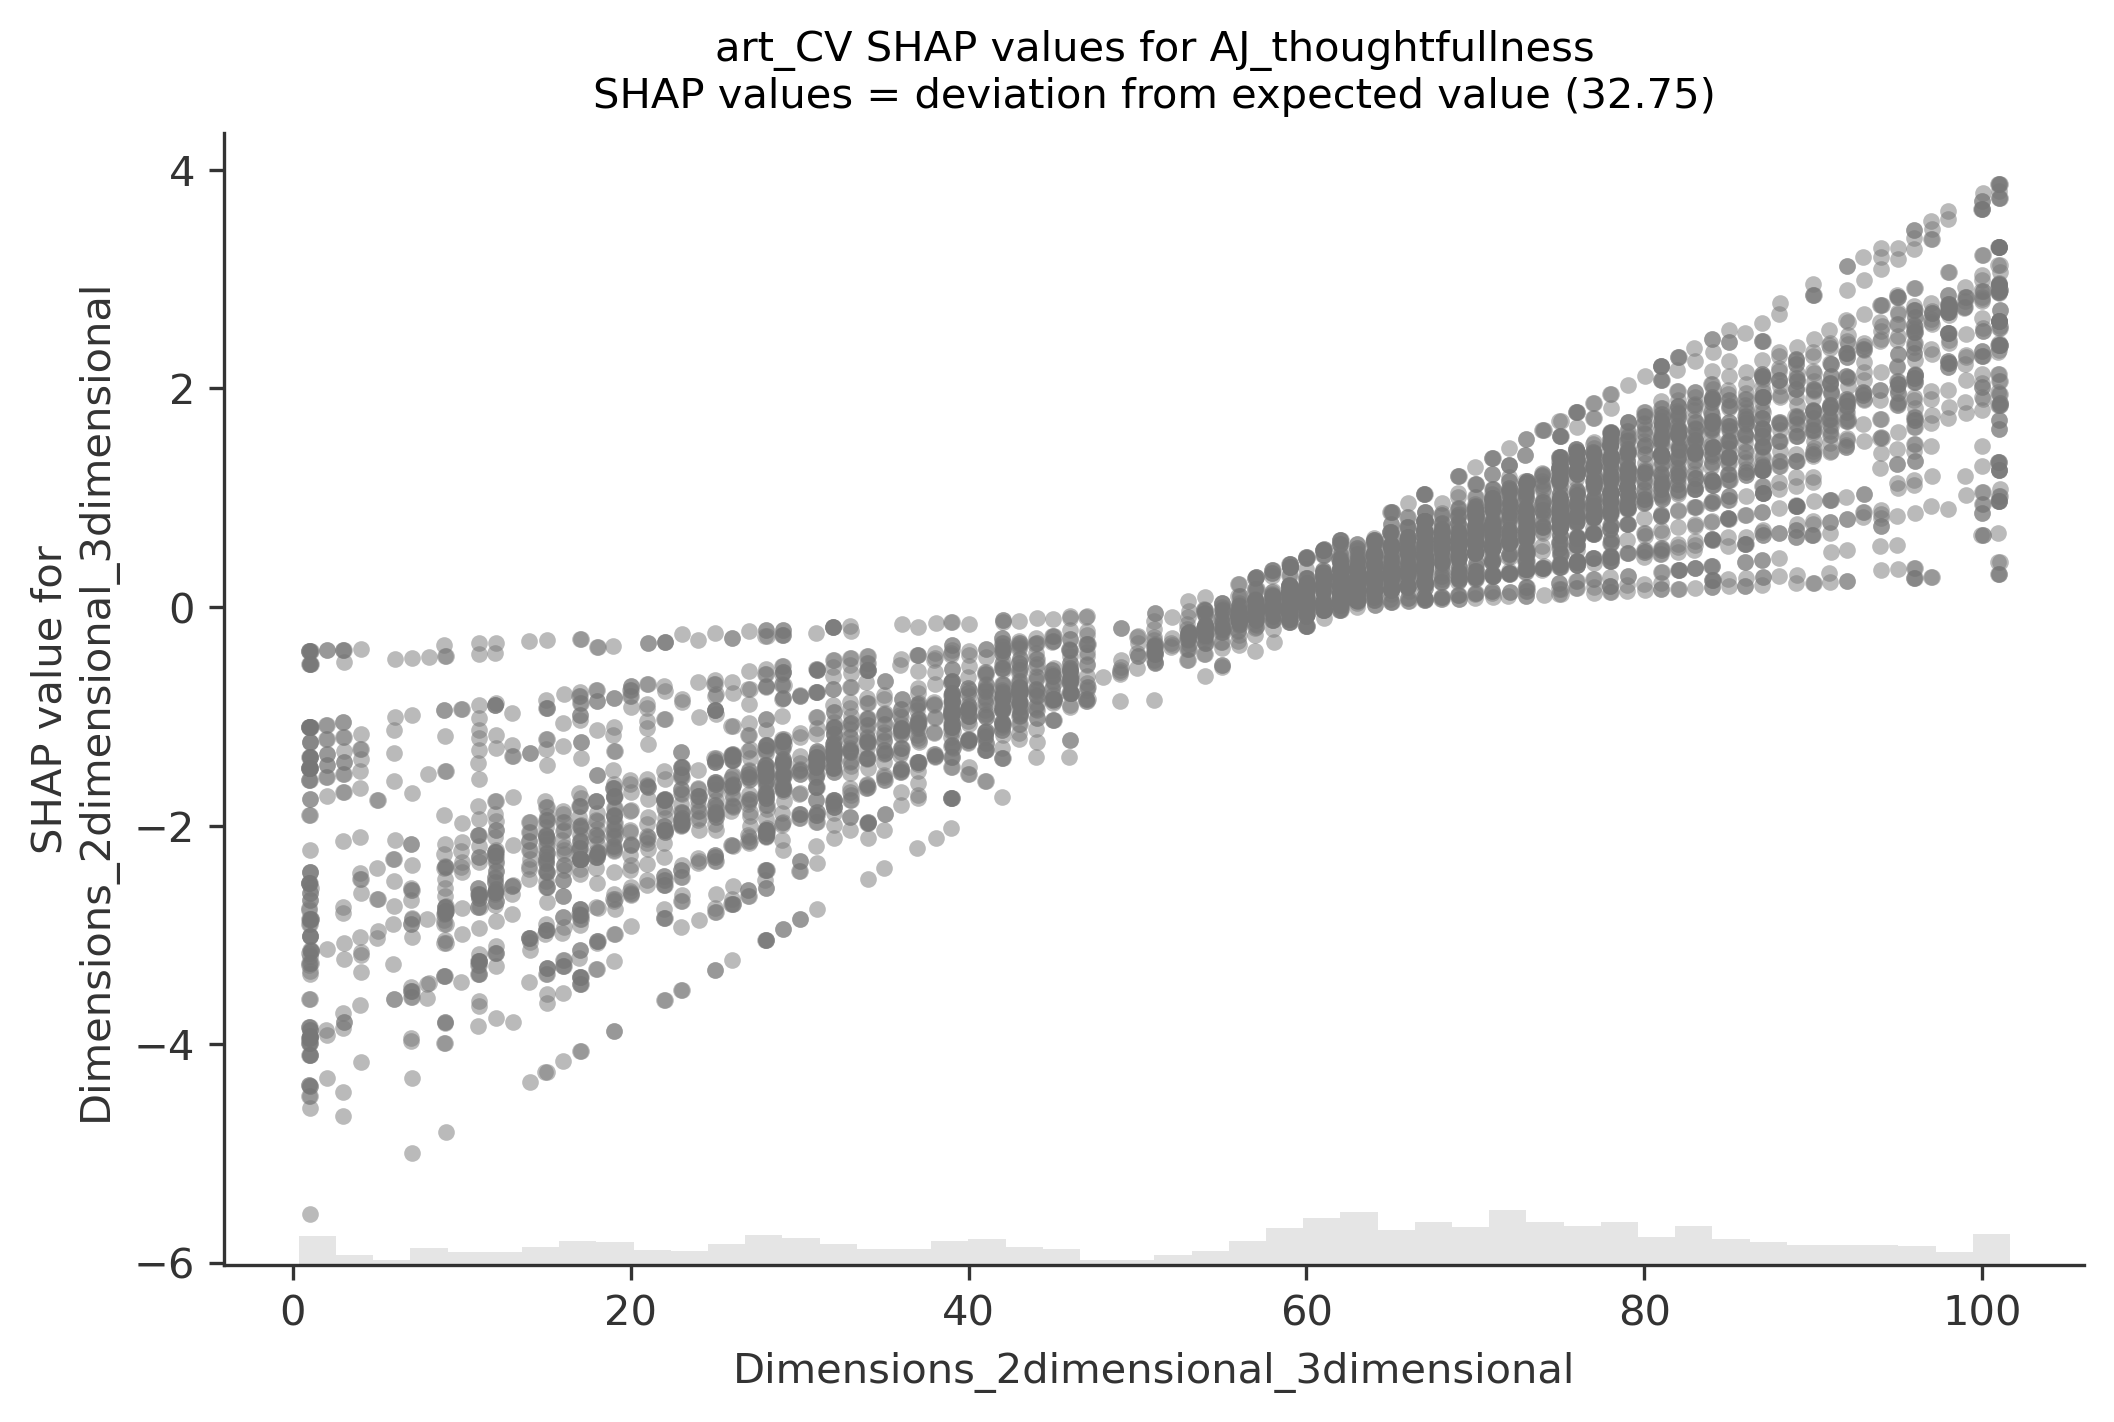 art_CV SHAP values for AJ_thoughtfullness
SHAP values = deviation from expected value (32.75)
SHAP value for
Dimensions_2dimensional_3dimensional
4
2
0
−2
−4
−6
0 20 40 60 80 100
Dimensions_2dimensional_3dimensional